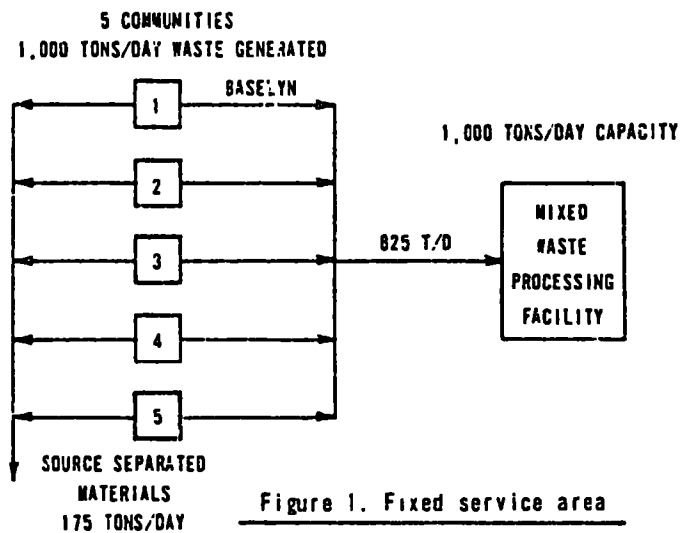 5 COMMUNITIES
1,000 TONS/DAY WASTE GENERATED
1
BASELYN
2
3
4
5
825 T/D
1,000 TONS/DAY CAPACITY
MIXED
WASTE
PROCESSING
FACILITY
SOURCE SEPARATED
MATERIALS
175 TONS/DAY
Figure 1. Fixed service area